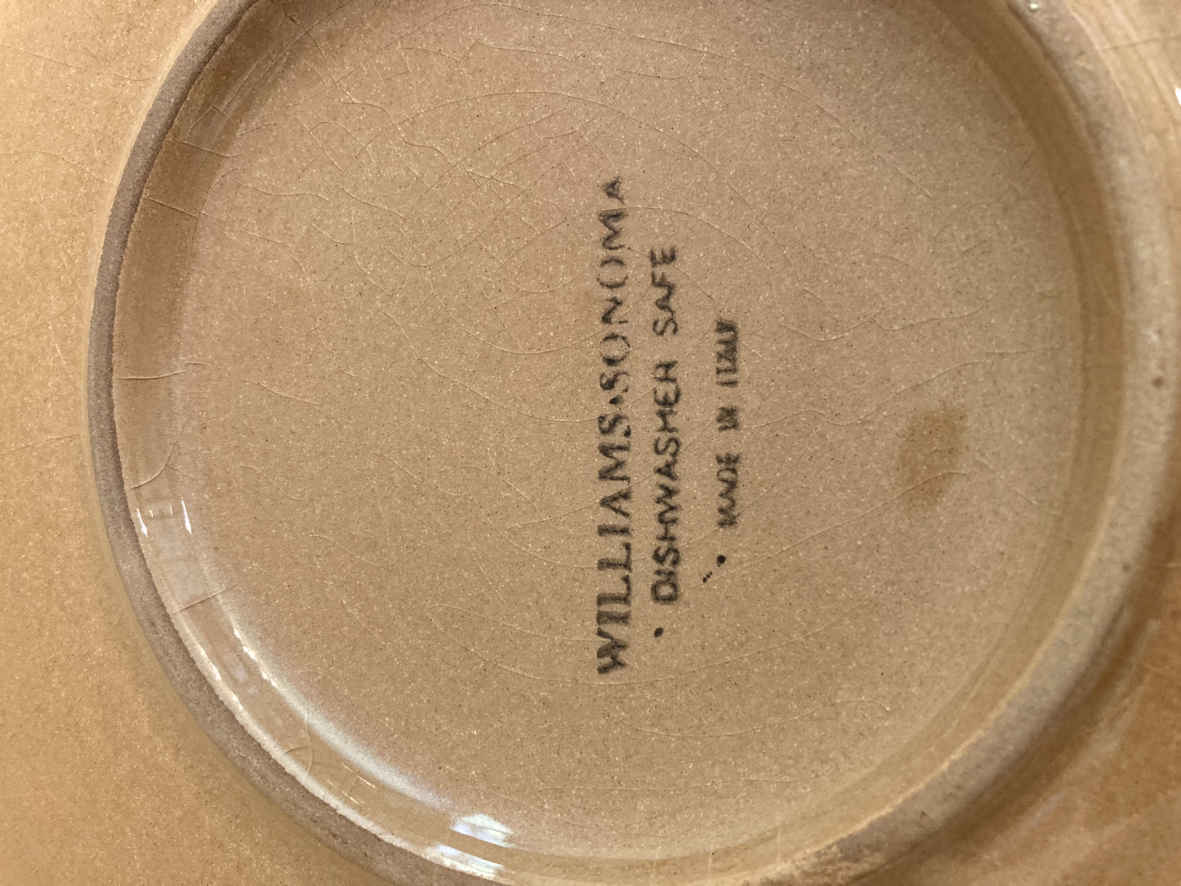 WILLIAMS·SONOMA
• DISHWASHER SAFE
• MADE IN ITALY